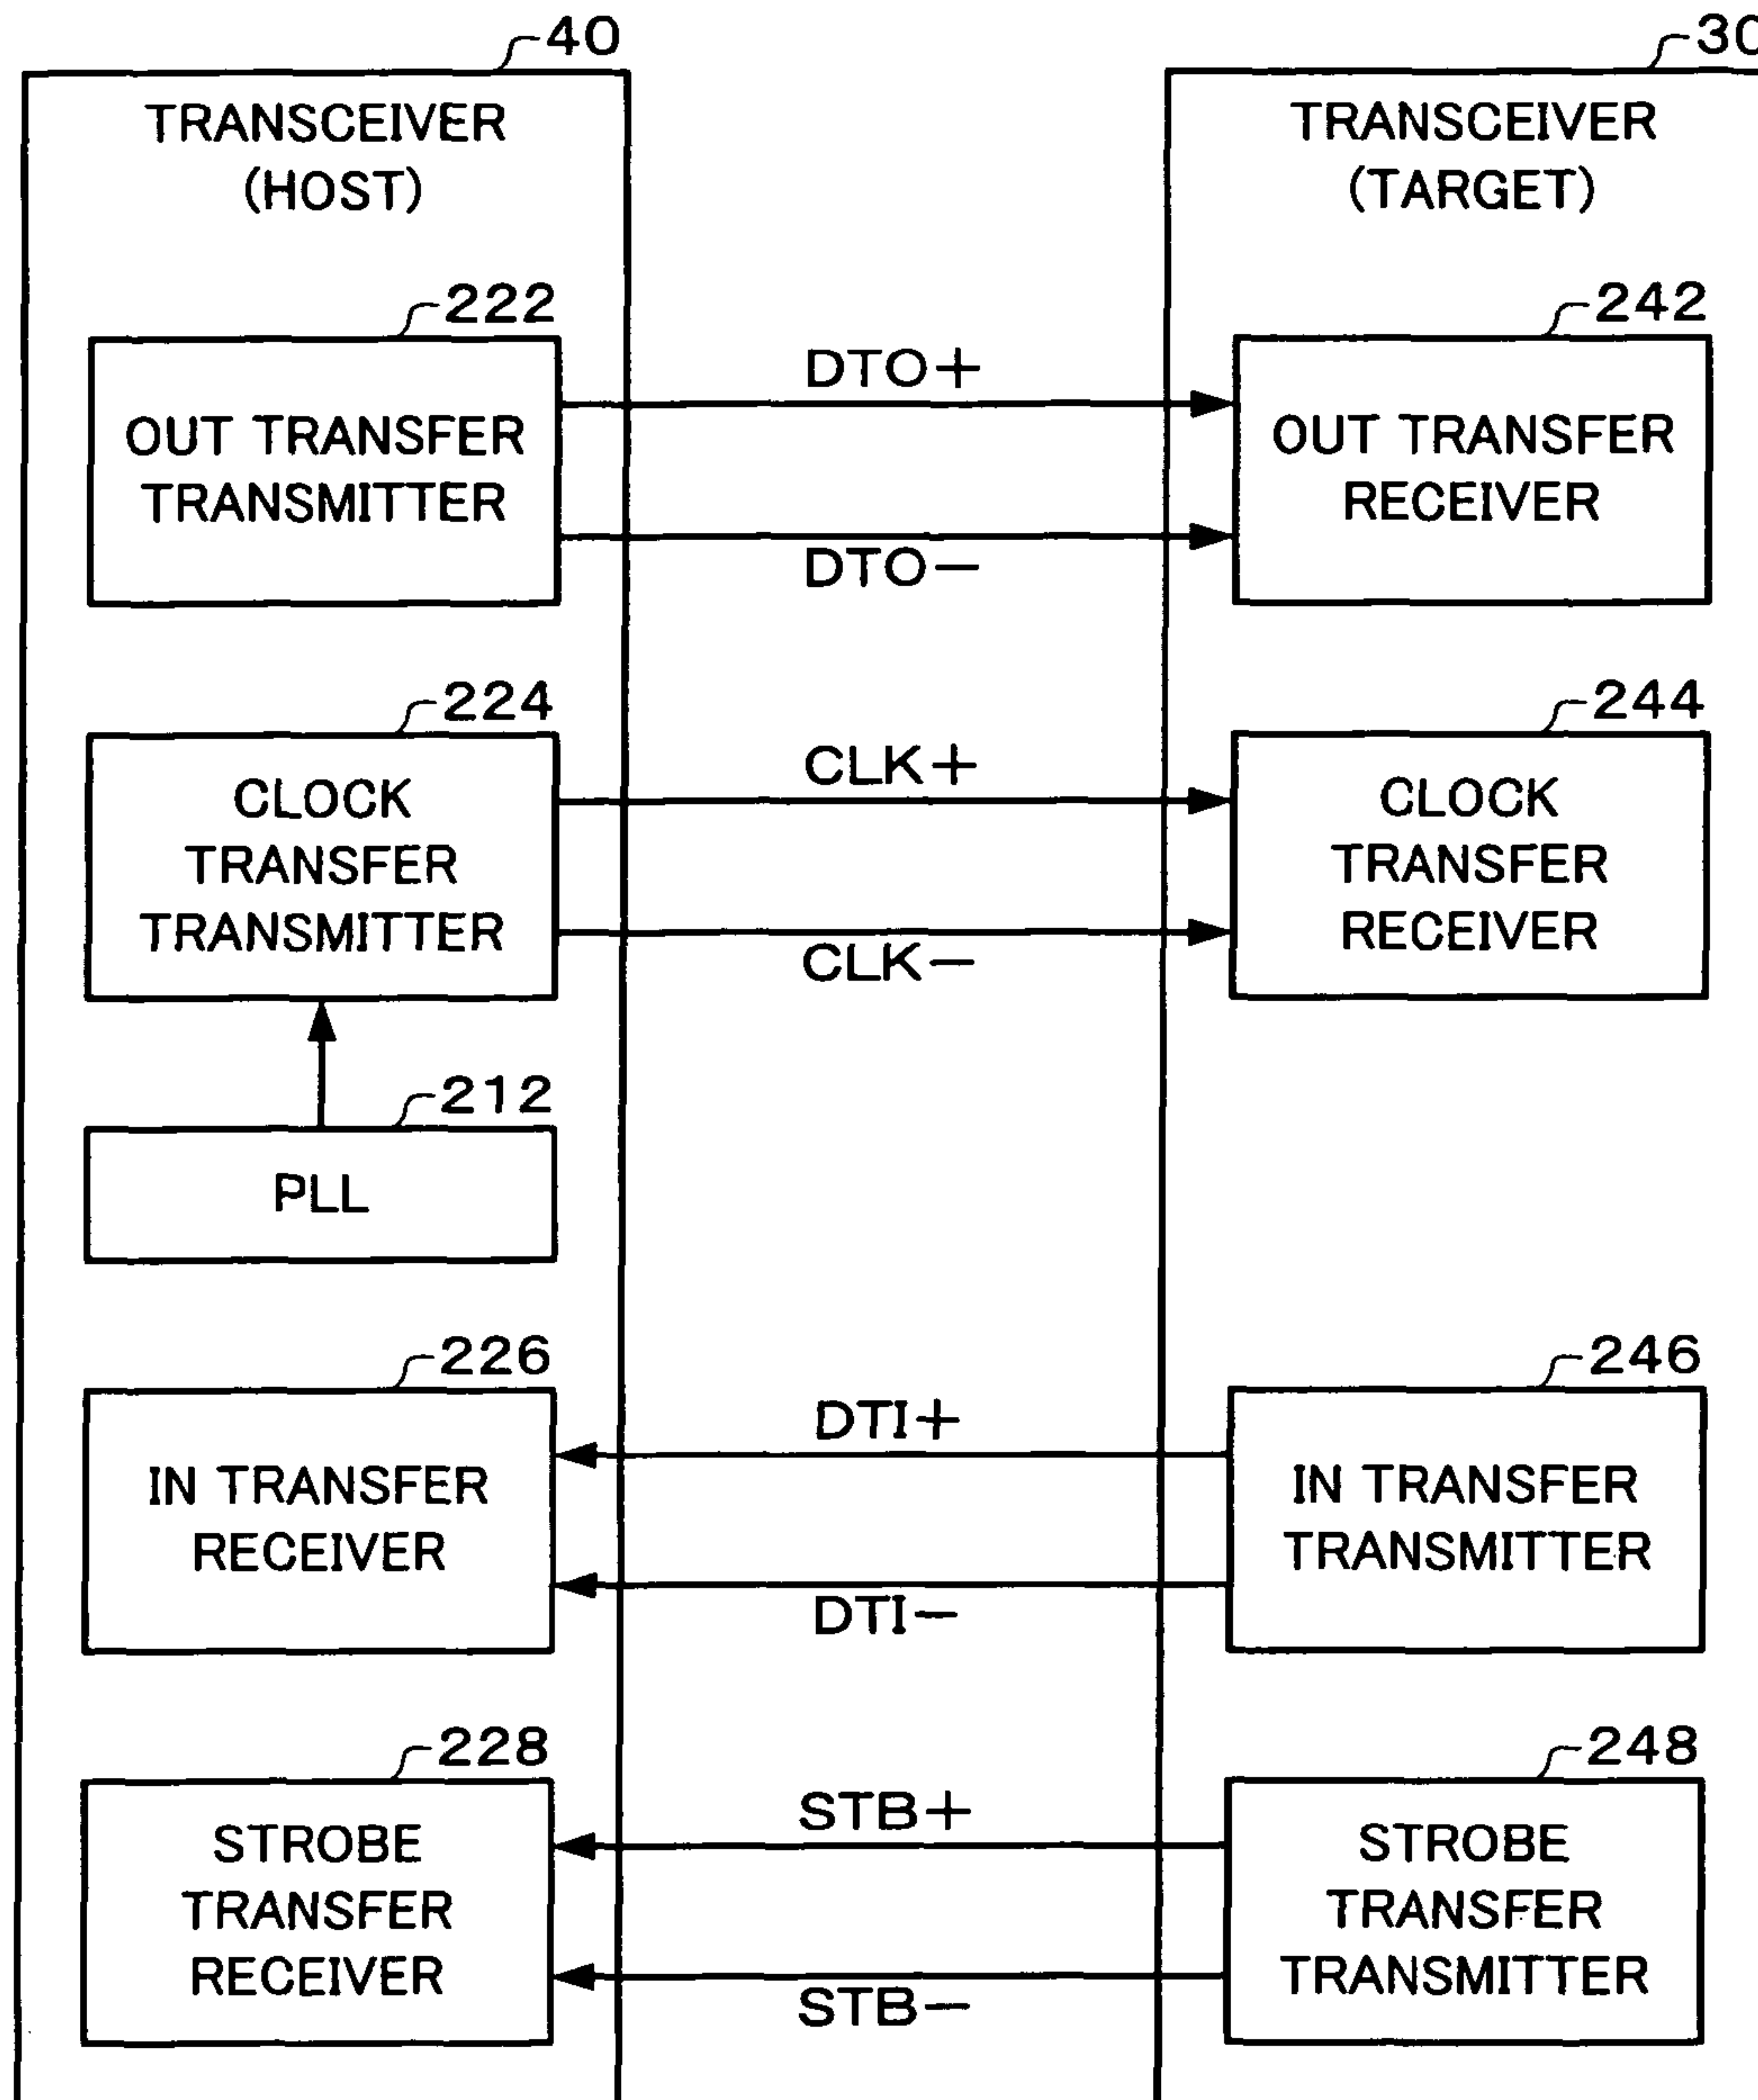 40
30
TRANSCEIVER
(HOST)
TRANSCEIVER
(TARGET)
222
242
OUT TRANSFER
TRANSMITTER
DTO+
DTO−
OUT TRANSFER
RECEIVER
224
244
CLOCK
TRANSFER
TRANSMITTER
CLK+
CLK−
CLOCK
TRANSFER
RECEIVER
212
PLL
226
246
IN TRANSFER
RECEIVER
DTI+
DTI−
IN TRANSFER
TRANSMITTER
228
248
STROBE
TRANSFER
RECEIVER
STB+
STB−
STROBE
TRANSFER
TRANSMITTER